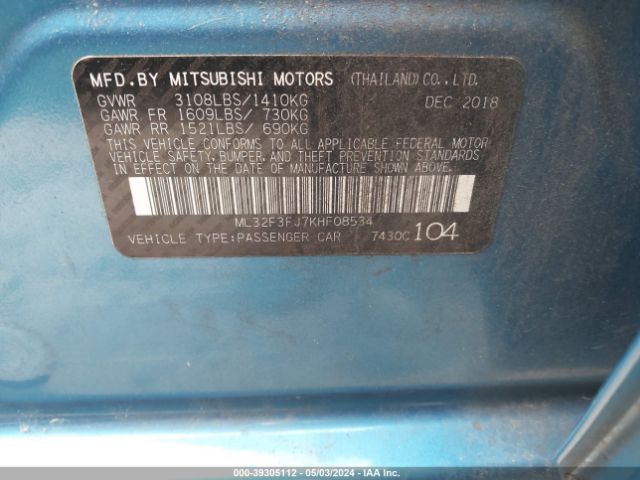 MFD. BY MITSUBISHI MOTORS (THAILAND) CO., LTD.
GVWR 3108LBS/1410KG DEC 2018
GAWR FR 1609LBS/ 730KG
GAWR RR 1521LBS/ 690KG
THIS VEHICLE CONFORMS TO ALL APPLICABLE FEDERAL MOTOR
VEHICLE SAFETY, BUMPER, AND THEFT PREVENTION STANDARDS
IN EFFECT ON THE DATE OF MANUFACTURE SHOWN ABOVE.
ML32F3FJ7KHF08534
VEHICLE TYPE:PASSENGER CAR 7430C 104
000-39305112 - 05/03/2024 - IAA Inc.